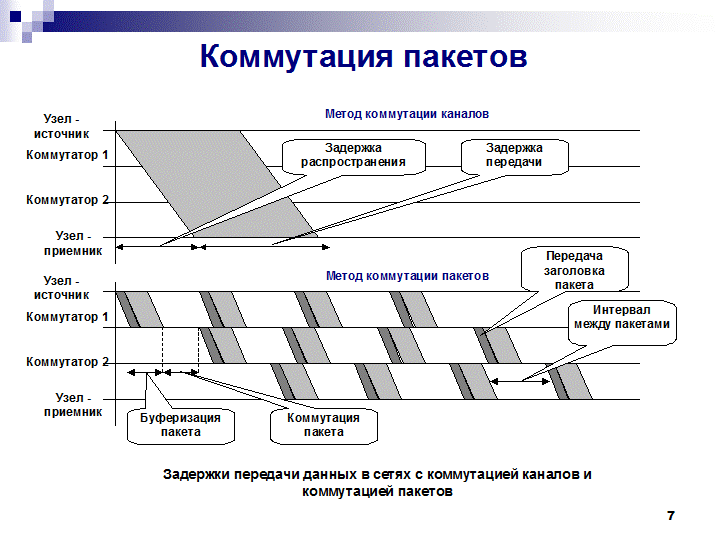 Коммутация пакетов
Метод коммутации каналов
Узел -
источник
Коммутатор 1
Коммутатор 2
Узел -
приемник
Задержка
распространения
Задержка
передачи
Метод коммутации пакетов
Узел -
источник
Коммутатор 1
Коммутатор 2
Узел -
приемник
Передача
заголовка
пакета
Интервал
между пакетами
Буферизация
пакета
Коммутация
пакета
Задержки передачи данных в сетях с коммутацией каналов и
коммутацией пакетов
7